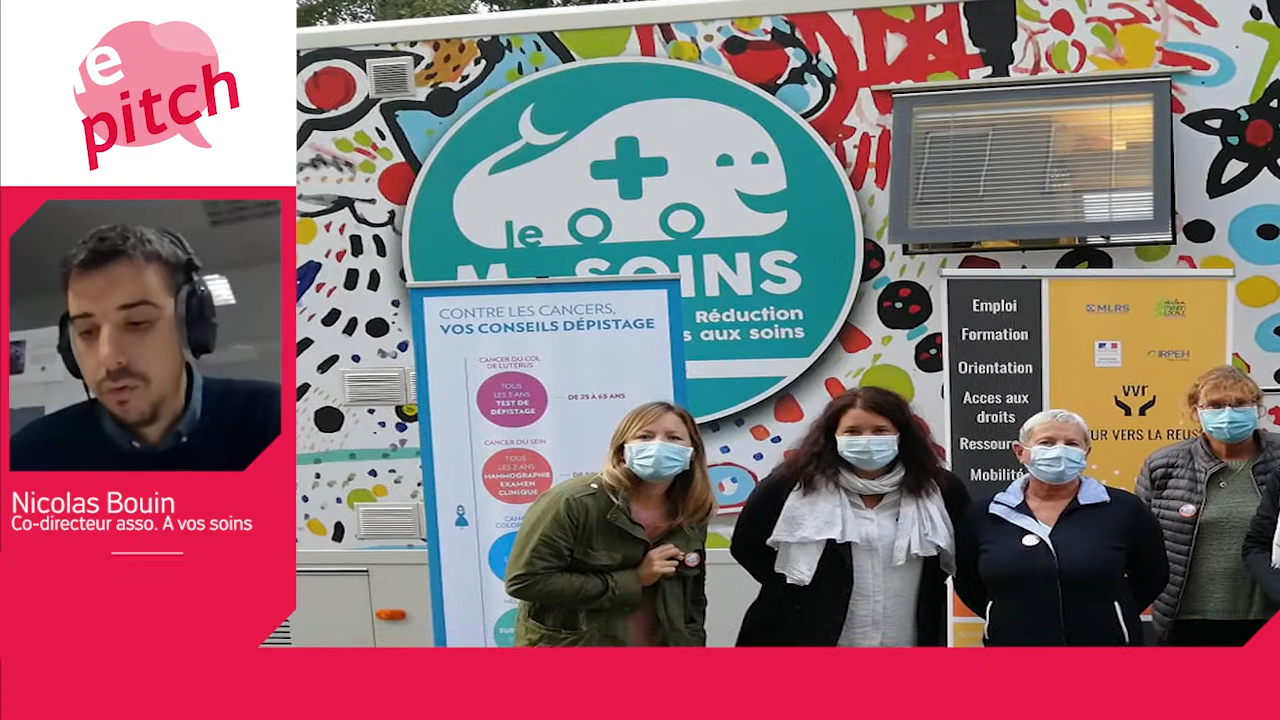 le
pitch
Nicolas Bouin
Co-directeur asso. A vos soins
le
SOINS
Réduction
aux soins
CONTRE LES CANCERS,
VOS CONSEILS DÉPISTAGE
CANCER DU COL
DE L'UTÉRUS
TOUS
LES 3 ANS
TEST DE
DÉPISTAGE
DE 25 À 65 ANS
CANCER DU SEIN
TOUS
LES 2 ANS
MAMMOGRAPHIE
EXAMEN
CLINIQUE
Emploi
Formation
Orientation
Acces aux
droits
Mobilité
MLRS
IRPEH
vvr
VERS LA